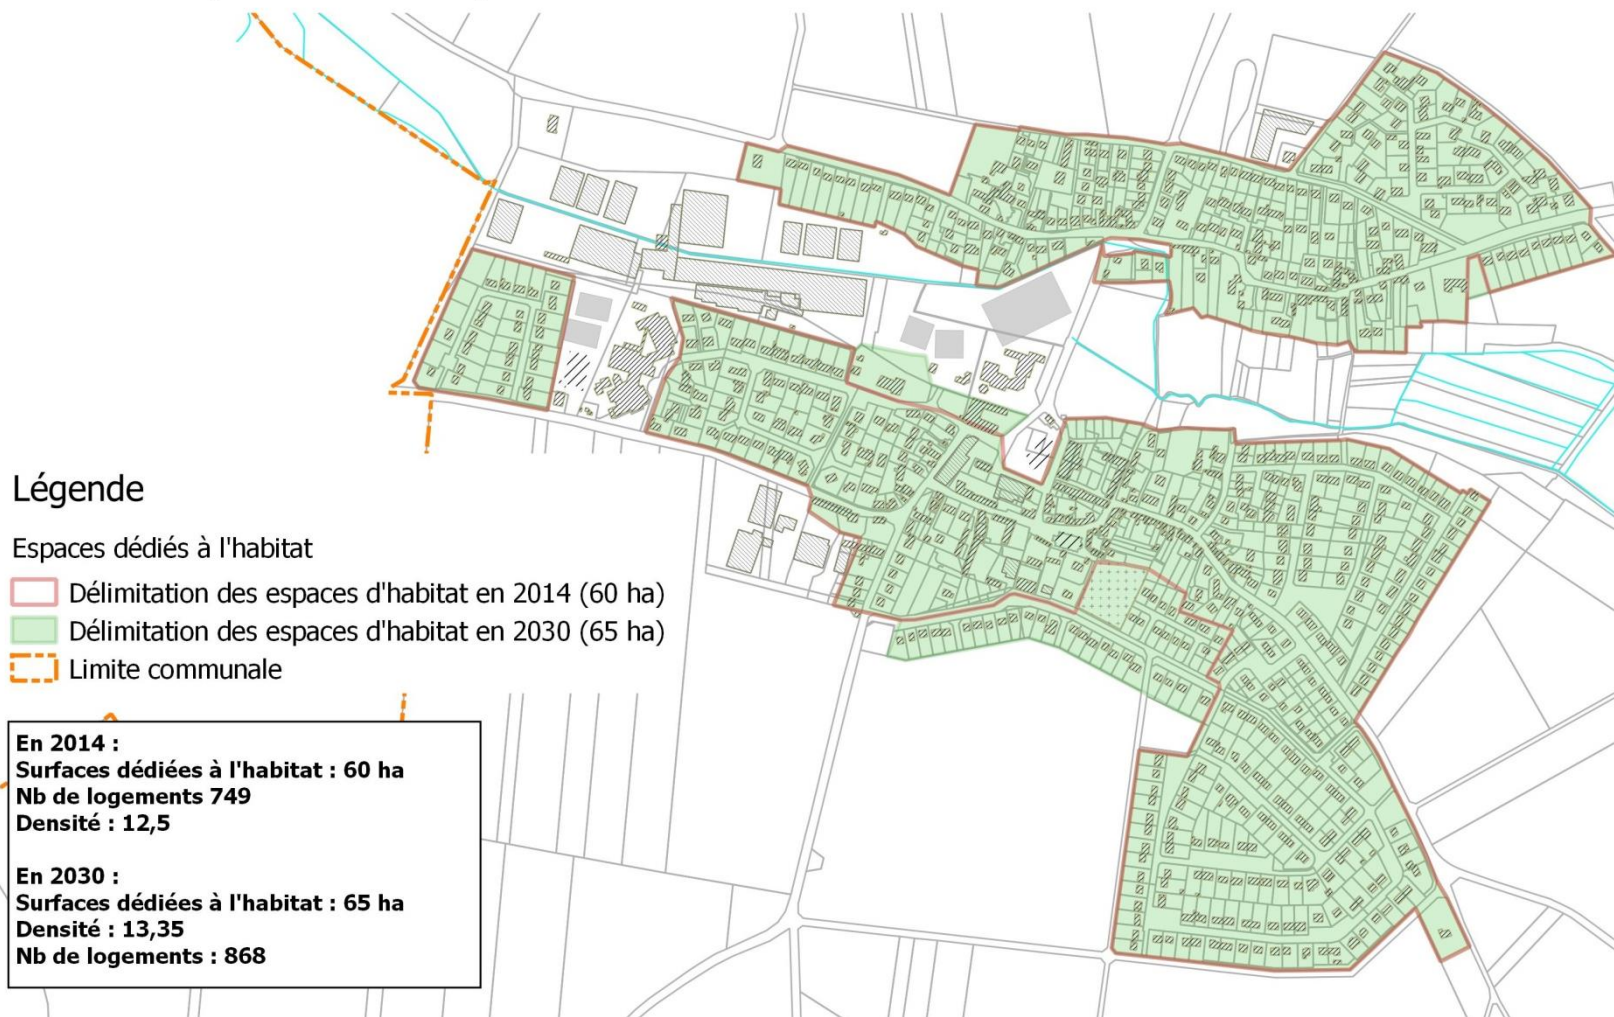 Légende
Espaces dédiés à l'habitat
Délimitation des espaces d'habitat en 2014 (60 ha)
Délimitation des espaces d'habitat en 2030 (65 ha)
Limite communale
En 2014 :
Surfaces dédiées à l'habitat : 60 ha
Nb de logements 749
Densité : 12,5
En 2030 :
Surfaces dédiées à l'habitat : 65 ha
Densité : 13,35
Nb de logements : 868